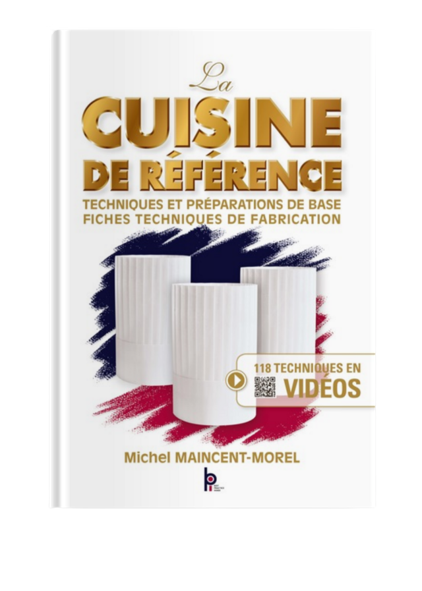 La
CUISINE
DE RÉFÉRENCE
TECHNIQUES ET PRÉPARATIONS DE BASE
FICHES TECHNIQUES DE FABRICATION
118 TECHNIQUES EN
VIDÉOS
Michel MAINCENT-MOREL